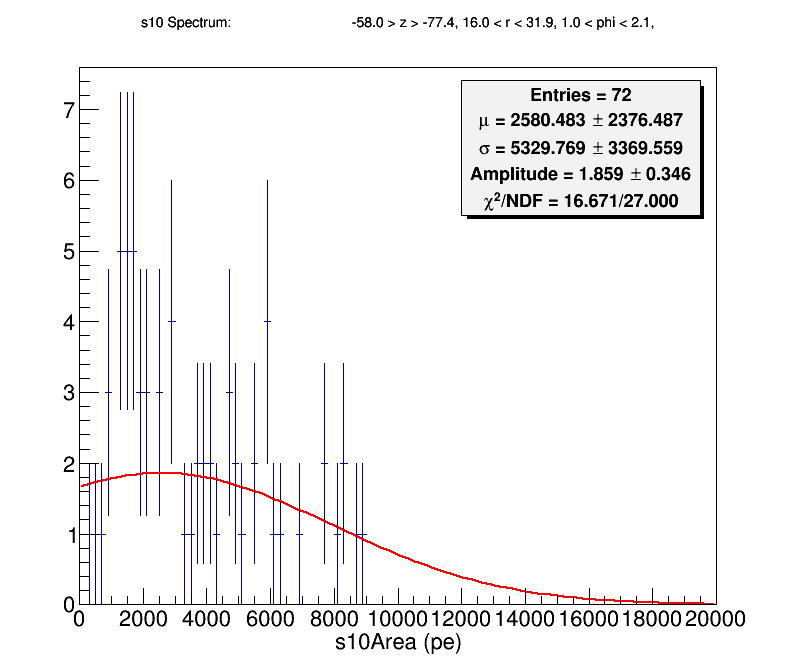 s10 Spectrum: -58.0 > z > -77.4, 16.0 < r < 31.9, 1.0 < phi < 2.1,
Entries = 72
μ = 2580.483 ± 2376.487
σ = 5329.769 ± 3369.559
Amplitude = 1.859 ± 0.346
χ²/NDF = 16.671/27.000
7
6
5
4
3
2
1
0
0 2000 4000 6000 8000 10000 12000 14000 16000 18000 20000
s10Area (pe)